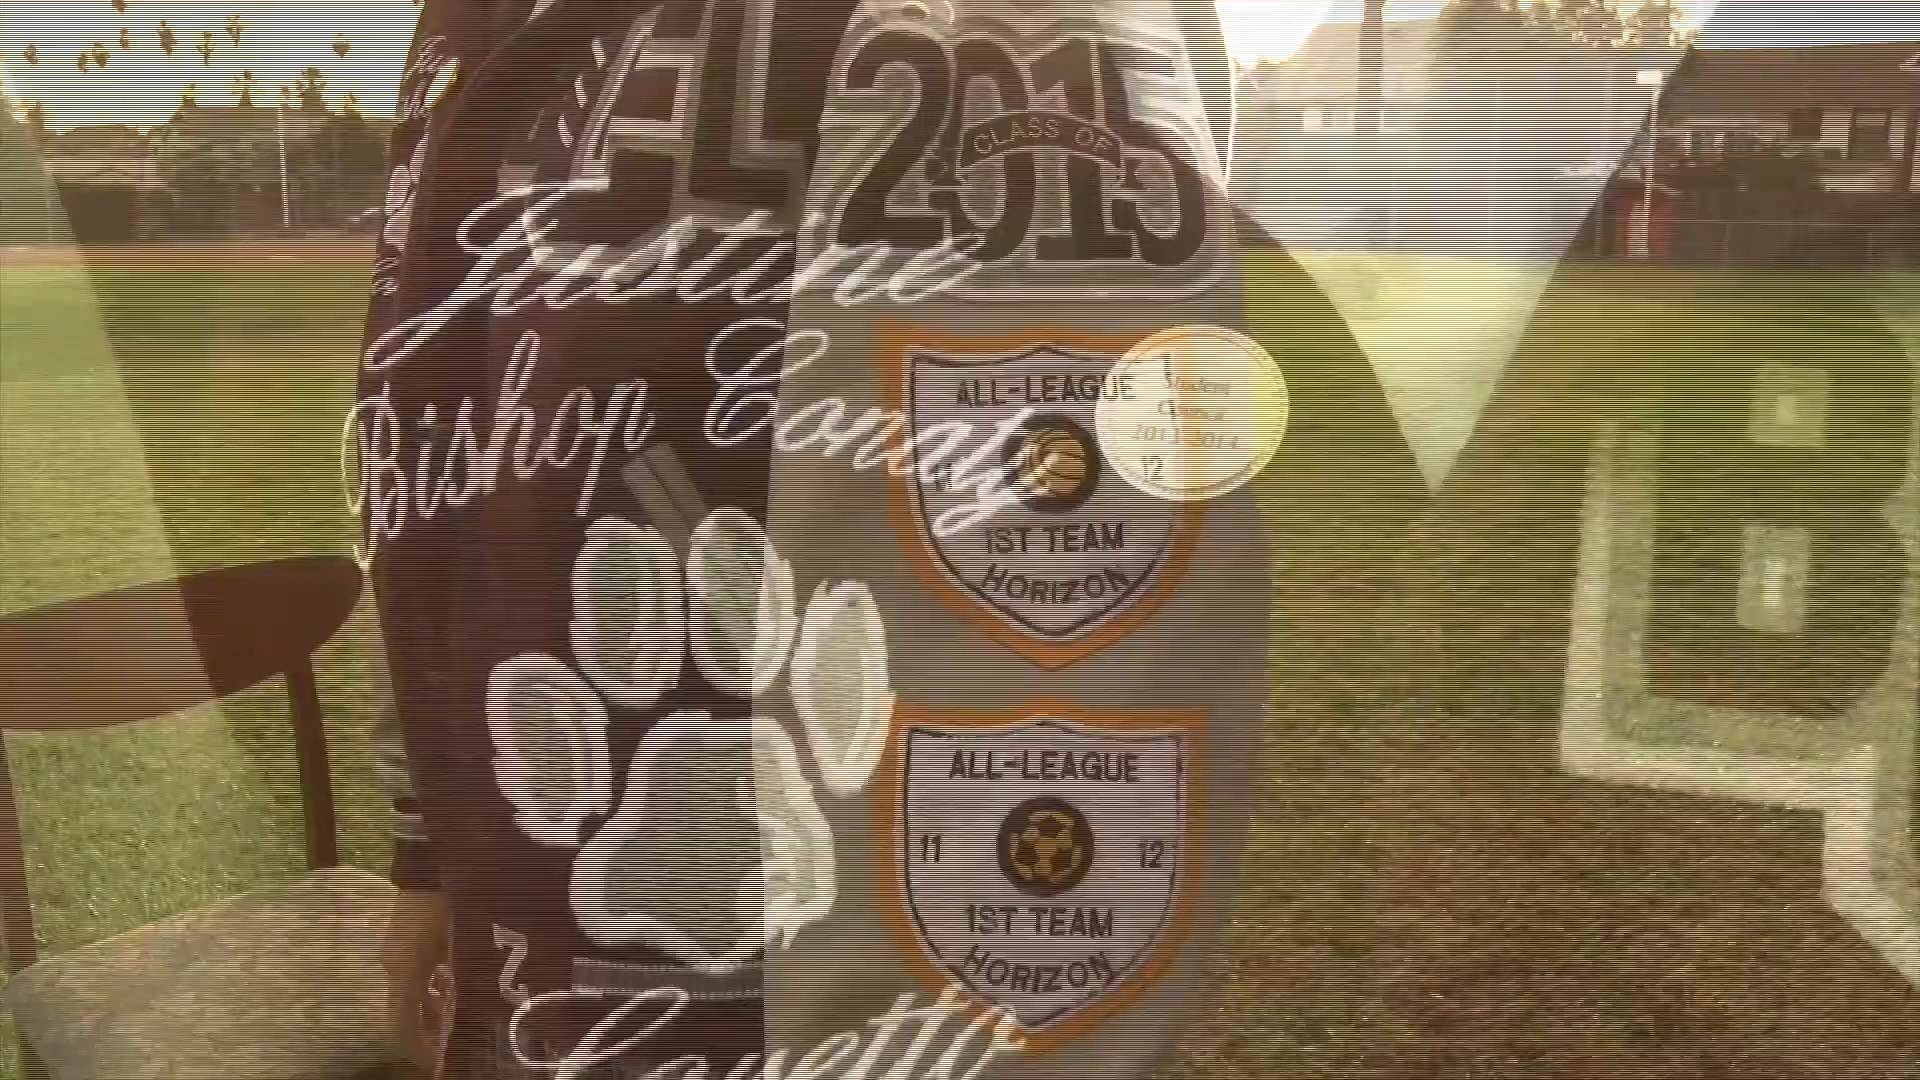 2015
CLASS OF
Justine
Bishop Conaty
ALL-LEAGUE
1ST TEAM
HORIZON
Student
Council
2013-2014
12
ALL-LEAGUE
11 12
1ST TEAM
HORIZON
Loretto
B